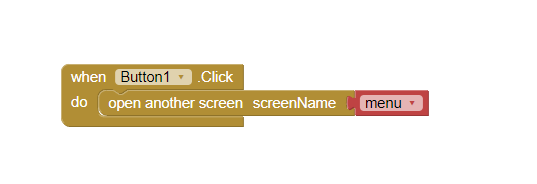 when Button1 .Click
do open another screen screenName menu